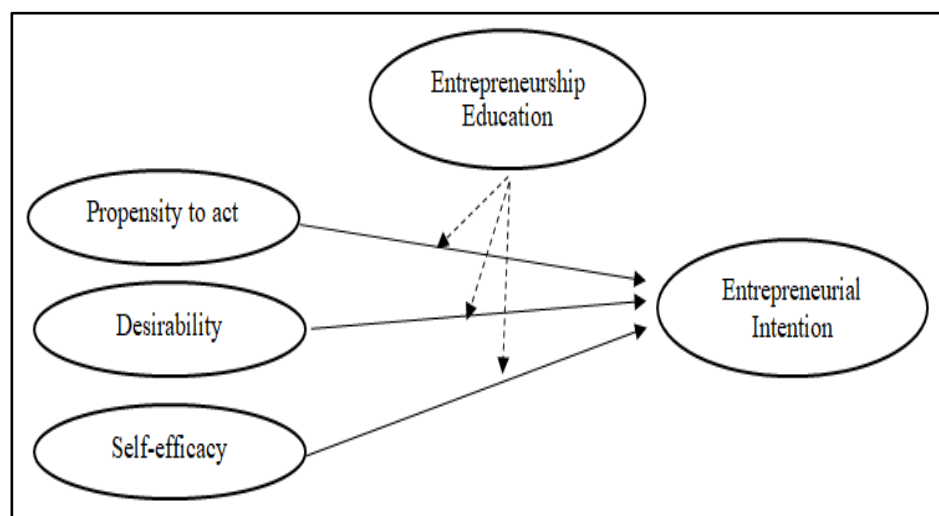 Entrepreneurship
Education
Propensity to act
Desirability
Self-efficacy
Entrepreneurial
Intention